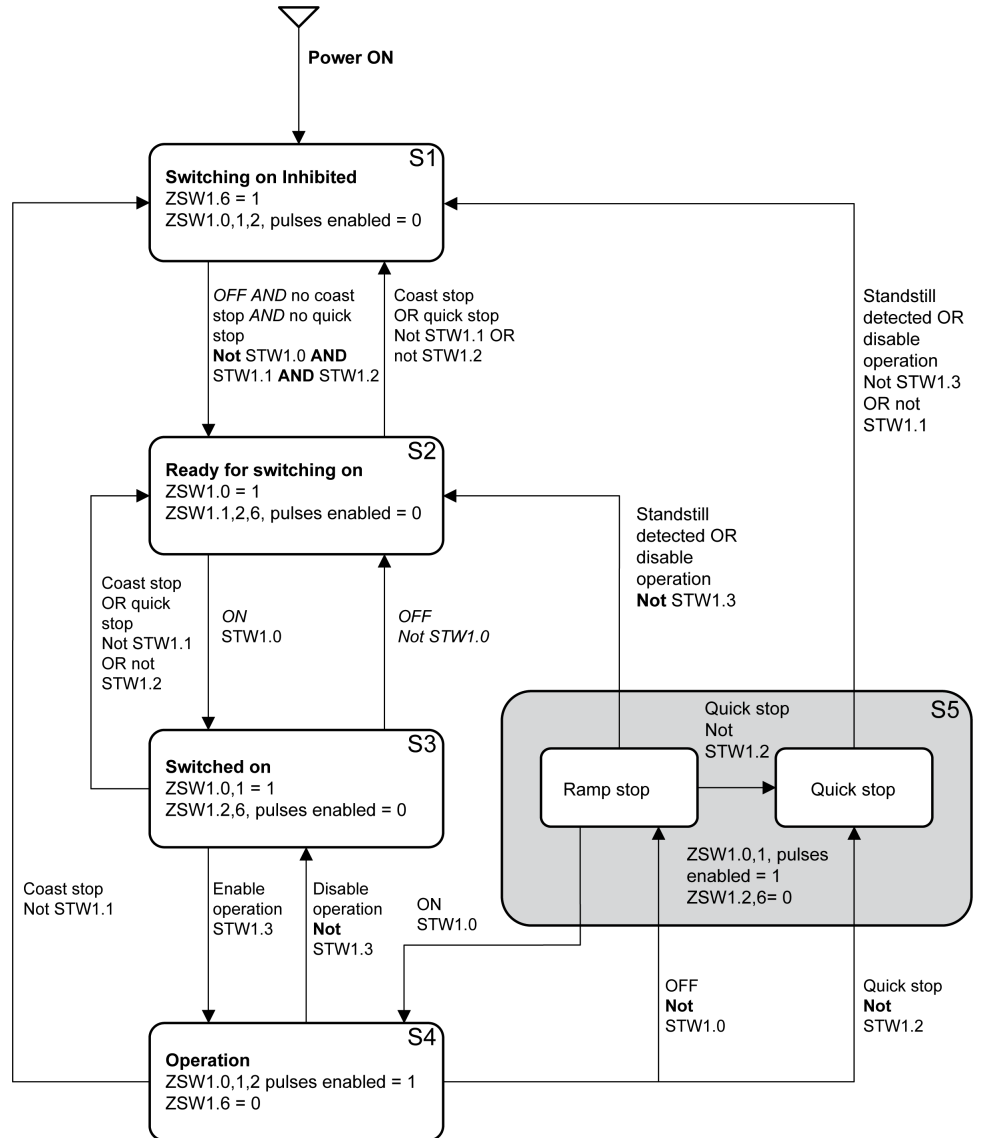 Power ON
S1
Switching on Inhibited
ZSW1.6 = 1
ZSW1.0,1,2, pulses enabled = 0
OFF AND no coast
stop AND no quick
stop
Not STW1.0 AND
STW1.1 AND STW1.2
Coast stop
OR quick stop
Not STW1.1 OR
not STW1.2
Standstill
detected OR
disable
operation
Not STW1.3
OR not
STW1.1
S2
Ready for switching on
ZSW1.0 = 1
ZSW1.1,2,6, pulses enabled = 0
Coast stop
OR quick
stop
Not STW1.1
OR not
STW1.2
ON
STW1.0
OFF
Not STW1.0
Standstill
detected OR
disable
operation
Not STW1.3
S3
Switched on
ZSW1.0,1 = 1
ZSW1.2,6, pulses enabled = 0
S5
Quick stop
Not
STW1.2
Ramp stop
Quick stop
ZSW1.0,1, pulses
enabled = 1
ZSW1.2,6= 0
Coast stop
Not STW1.1
Enable
operation
STW1.3
Disable
operation
Not
STW1.3
ON
STW1.0
OFF
Not
STW1.0
Quick stop
Not
STW1.2
S4
Operation
ZSW1.0,1,2 pulses enabled = 1
ZSW1.6 = 0